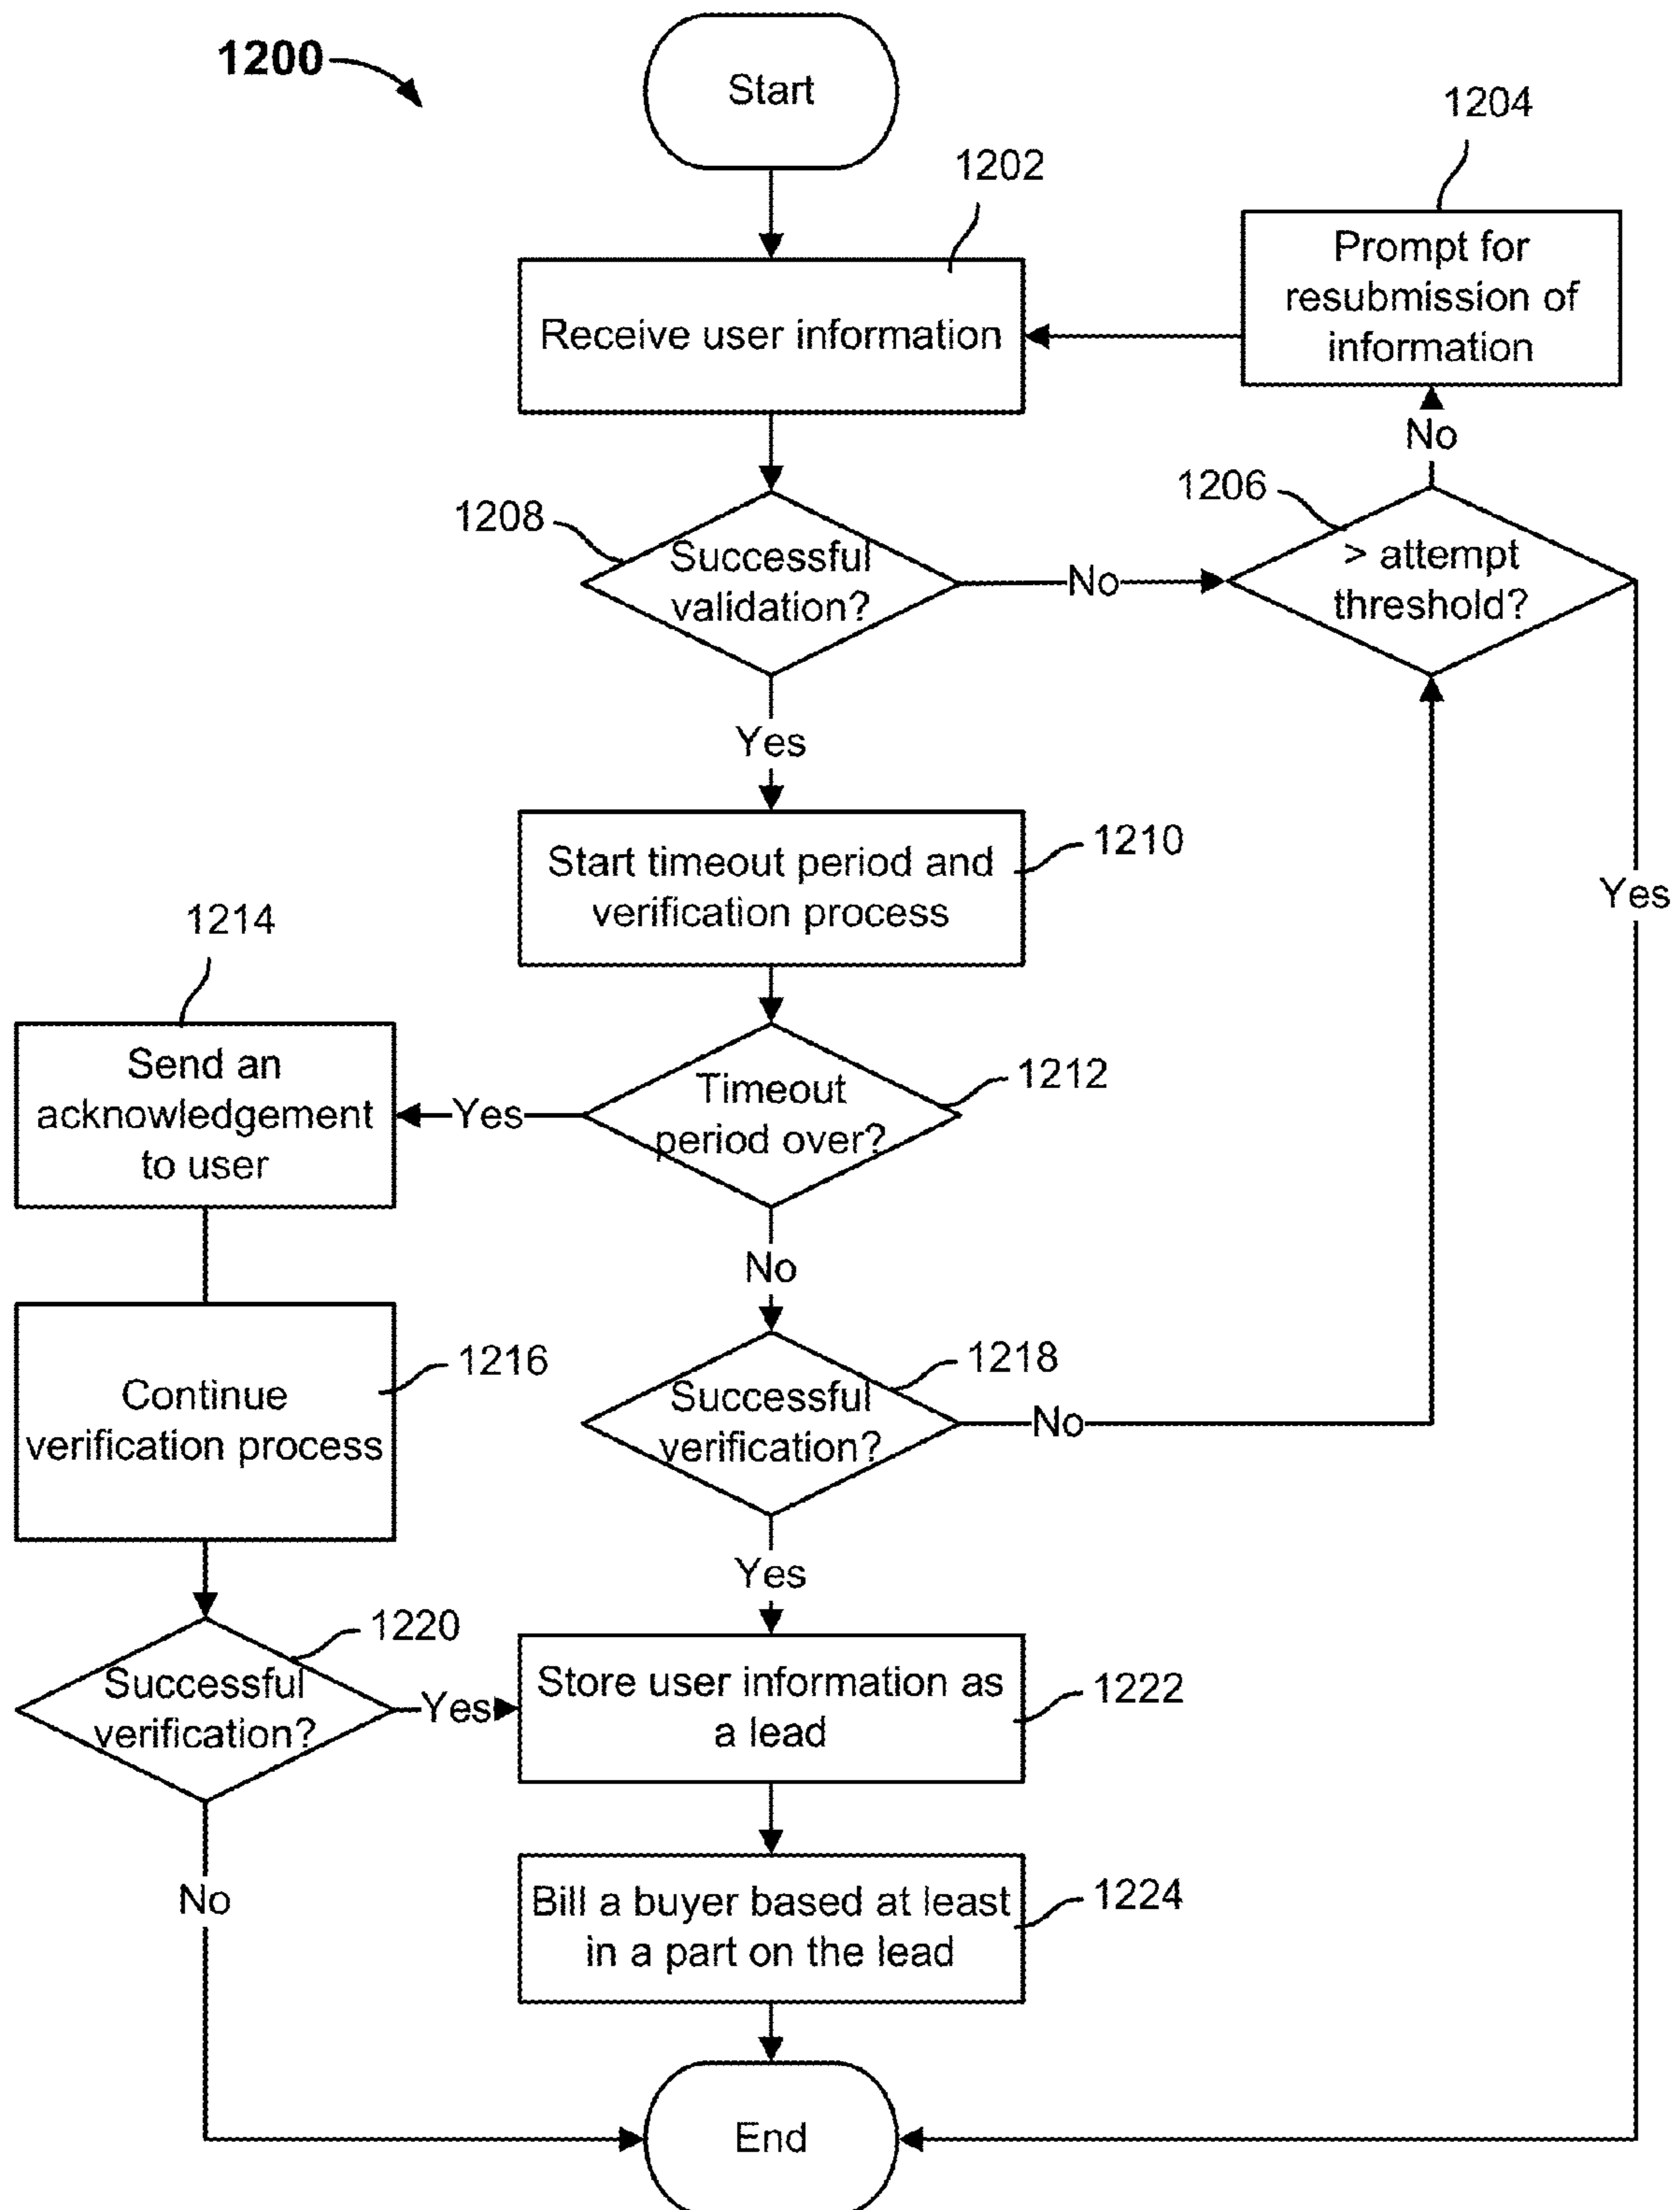 1200
Start
1204
1202
Prompt for
resubmission of
information
Receive user information
No
1206
1208
Successful
validation?
No
> attempt
threshold?
Yes
Yes
1210
Start timeout period and
verification process
1214
Send an
acknowledgement
to user
Yes
Timeout
period over?
1212
No
1216
Continue
verification process
1218
Successful
verification?
No
Yes
1220
Successful
verification?
Yes
Store user information as
a lead
1222
No
Bill a buyer based at least
in a part on the lead
1224
End